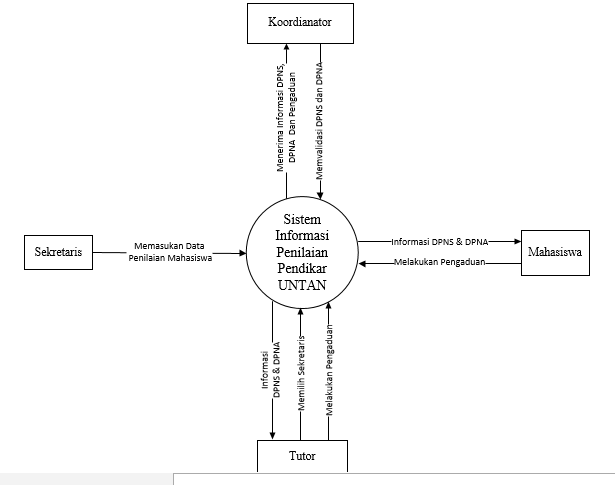 Koordianator
Menerima Informasi DPNS,
DPNA Dan Pengaduan
Memvalidasi DPNS dan DPNA
Sistem
Informasi
Penilaian
Pendikar
UNTAN
Sekretaris
Memasukan Data
Penilaian Mahasiswa
Informasi DPNS & DPNA
Melakukan Pengaduan
Mahasiswa
Informasi
DPNS & DPNA
Memilih Sekretaris
Melakukan Pengaduan
Tutor